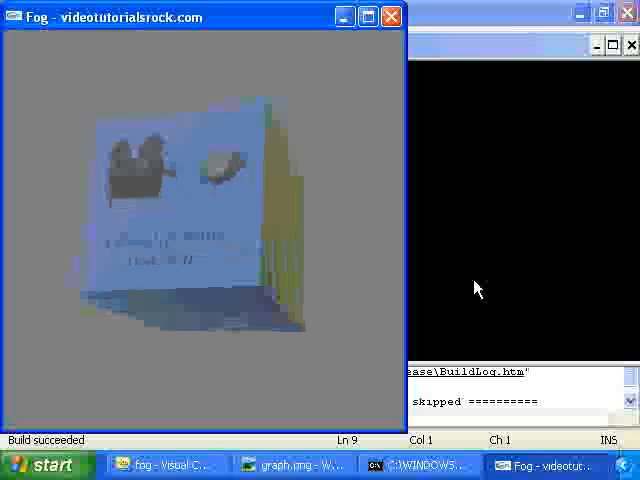 Fog - videotutorialsrock.com
ease\BuildLog.htm"
skipped ==========
Build succeeded Ln 9 Col 1 Ch 1 INS
start fog - Visual C... graph.png - W... C:\WINDOWS... Fog - videotut...